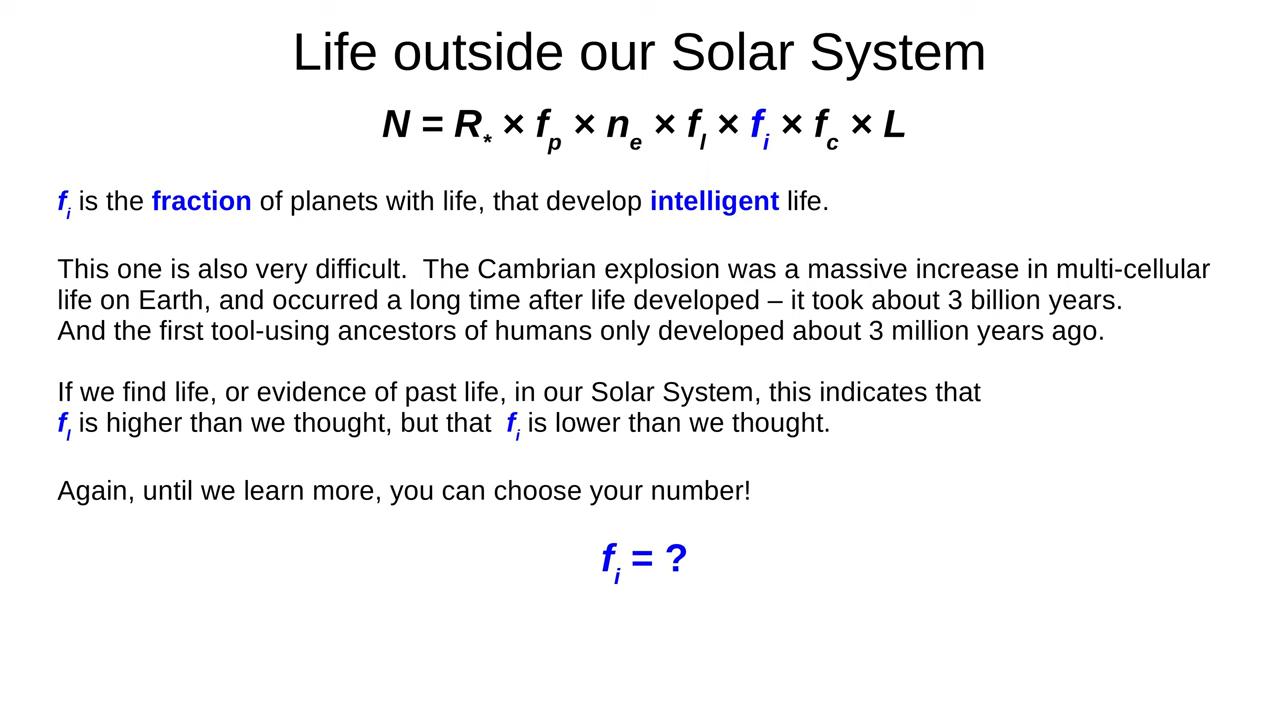 Life outside our Solar System
N = R* × fp × ne × fl × fi × fc × L
fi is the fraction of planets with life, that develop intelligent life.
This one is also very difficult.  The Cambrian explosion was a massive increase in multi-cellular
life on Earth, and occurred a long time after life developed – it took about 3 billion years.
And the first tool-using ancestors of humans only developed about 3 million years ago.
If we find life, or evidence of past life, in our Solar System, this indicates that
fl is higher than we thought, but that  fi is lower than we thought.
Again, until we learn more, you can choose your number!
fi = ?